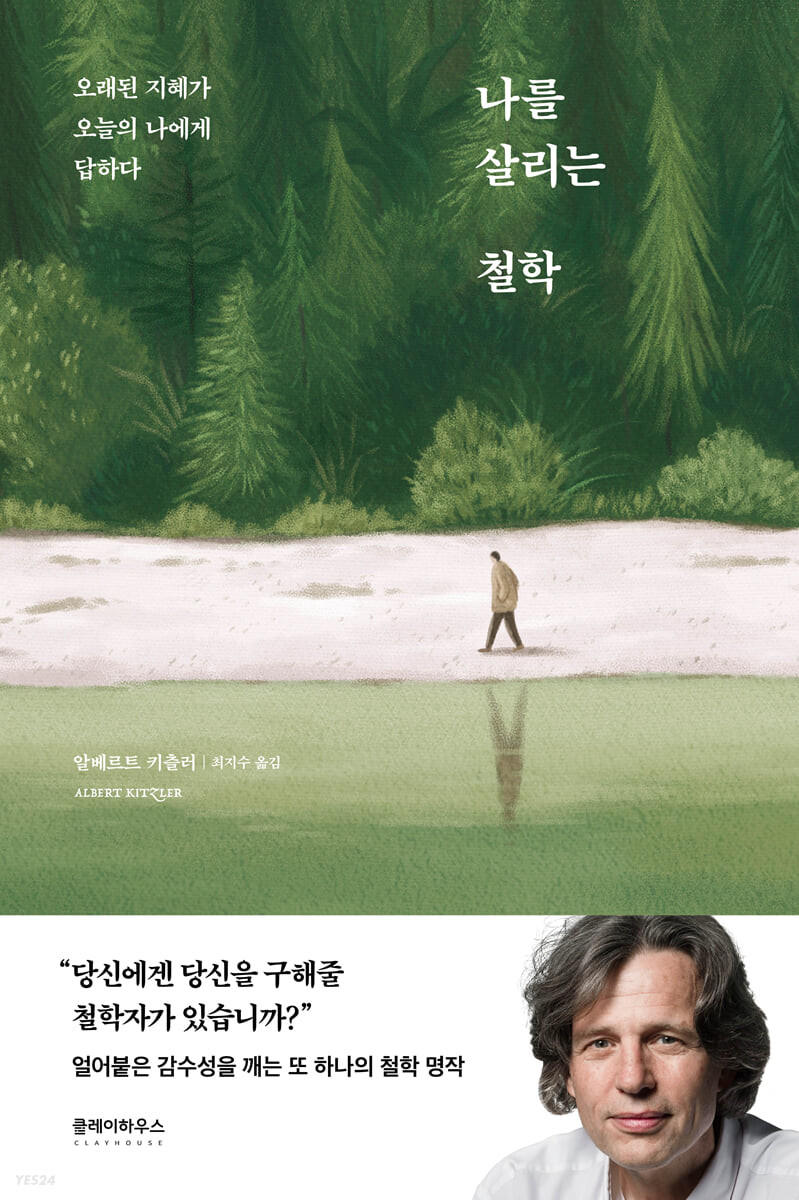 오래된 지혜가
오늘의 나에게
답하다
나를
살리는
철학
알베르트 키츨러 | 최지수 옮김
ALBERT KITZLER
“당신에겐 당신을 구해줄
철학자가 있습니까?”
얼어붙은 감수성을 깨는 또 하나의 철학 명작
클레이하우스
CLAYHOUSE
YES24